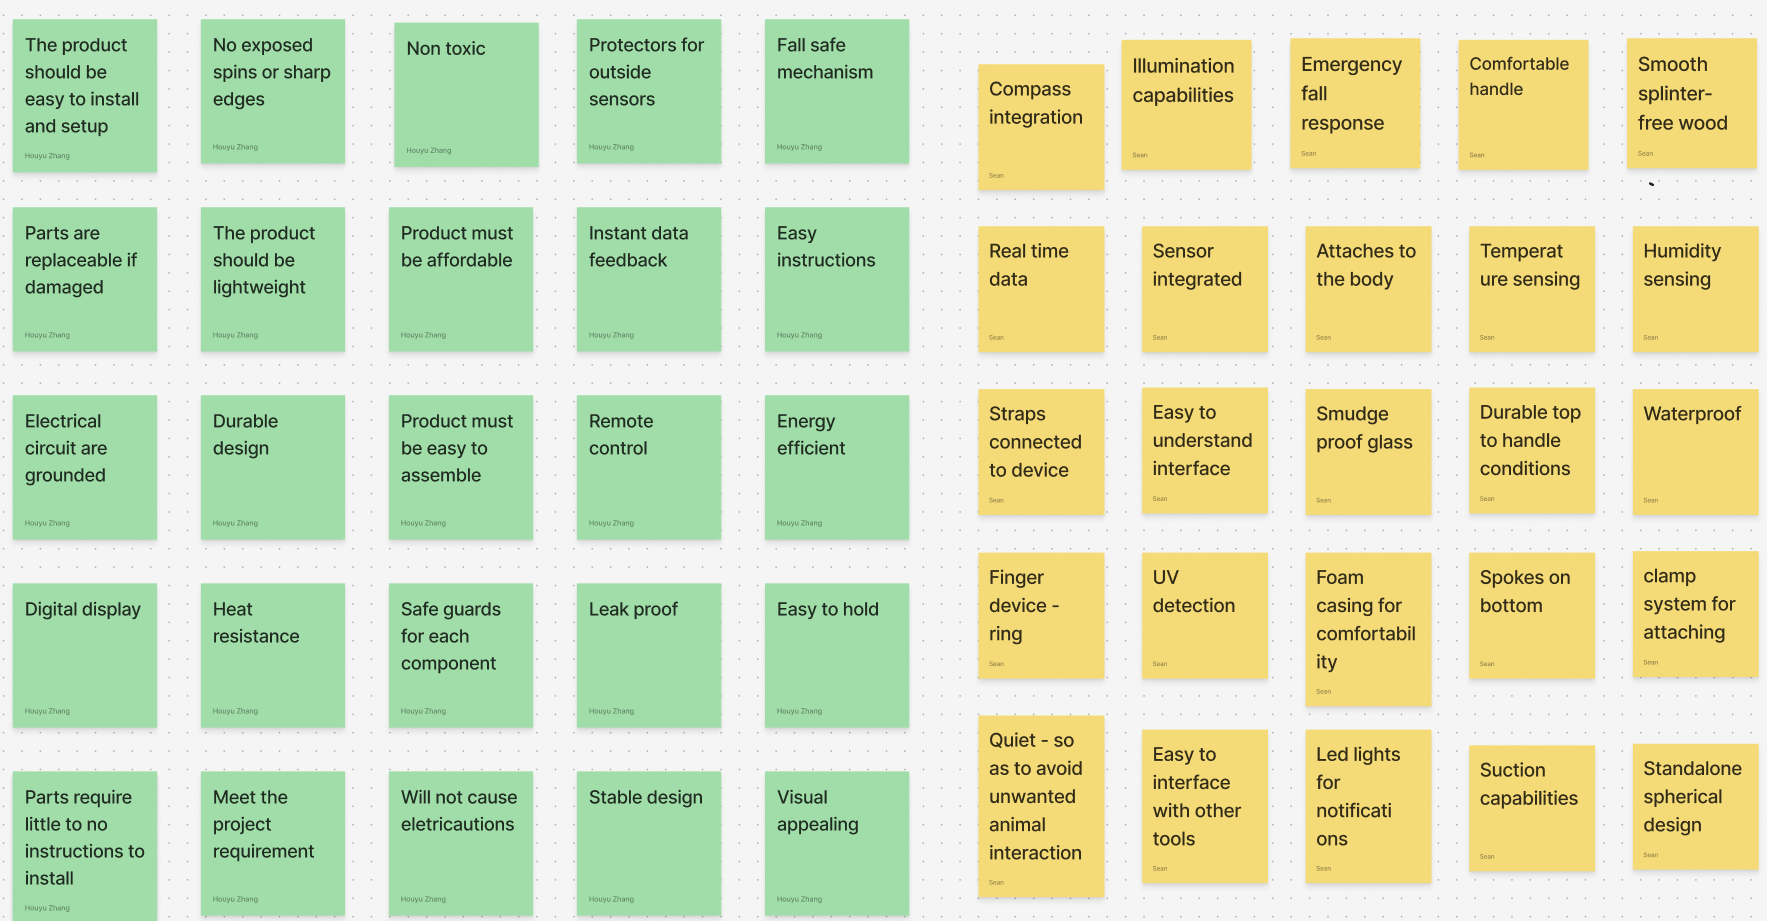 The product
should be
easy to install
and setup
Houyu Zhang
No exposed
spins or sharp
edges
Houyu Zhang
Non toxic
Houyu Zhang
Protectors for
outside
sensors
Houyu Zhang
Fall safe
mechanism
Houyu Zhang
Parts are
replaceable if
damaged
Houyu Zhang
The product
should be
lightweight
Houyu Zhang
Product must
be affordable
Houyu Zhang
Instant data
feedback
Houyu Zhang
Easy
instructions
Houyu Zhang
Electrical
circuit are
grounded
Houyu Zhang
Durable
design
Houyu Zhang
Product must
be easy to
assemble
Houyu Zhang
Remote
control
Houyu Zhang
Energy
efficient
Houyu Zhang
Digital display
Houyu Zhang
Heat
resistance
Houyu Zhang
Safe guards
for each
component
Houyu Zhang
Leak proof
Houyu Zhang
Easy to hold
Houyu Zhang
Parts require
little to no
instructions to
install
Houyu Zhang
Meet the
project
requirement
Houyu Zhang
Will not cause
eletricautions
Houyu Zhang
Stable design
Houyu Zhang
Visual
appealing
Houyu Zhang
Compass
integration
Sean
Illumination
capabilities
Sean
Emergency
fall
response
Sean
Comfortable
handle
Sean
Smooth
splinter-
free wood
Sean
Real time
data
Sean
Sensor
integrated
Sean
Attaches to
the body
Sean
Temperat
ure sensing
Sean
Humidity
sensing
Sean
Straps
connected
to device
Sean
Easy to
understand
interface
Sean
Smudge
proof glass
Sean
Durable top
to handle
conditions
Sean
Waterproof
Sean
Finger
device -
ring
Sean
UV
detection
Sean
Foam
casing for
comfortabil
ity
Sean
Spokes on
bottom
Sean
clamp
system for
attaching
Sean
Quiet - so
as to avoid
unwanted
animal
interaction
Sean
Easy to
interface
with other
tools
Sean
Led lights
for
notificati
ons
Sean
Suction
capabilities
Sean
Standalone
spherical
design
Sean